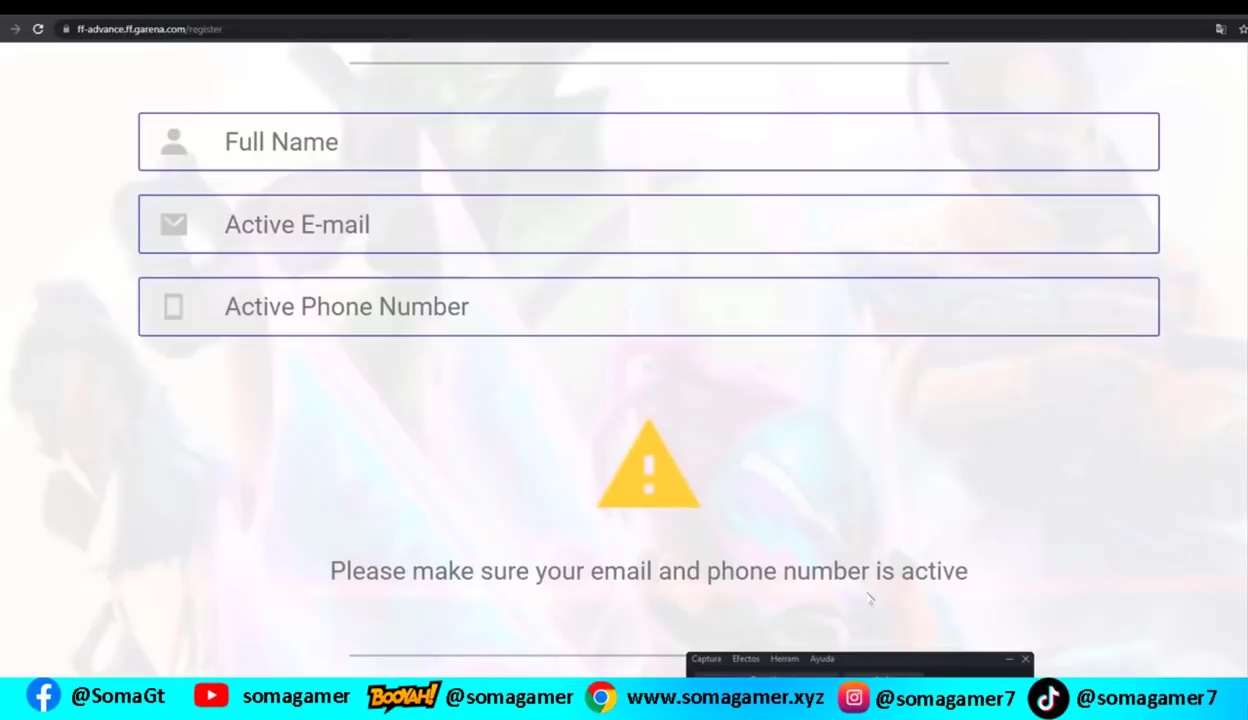 ff-advance.ff.garena.com/register
Full Name
Active E-mail
Active Phone Number
Please make sure your email and phone number is active
Captura Efectos Herram Ayuda
@SomaGt somagamer BOOYAH! @somagamer www.somagamer.xyz @somagamer7 @somagamer7